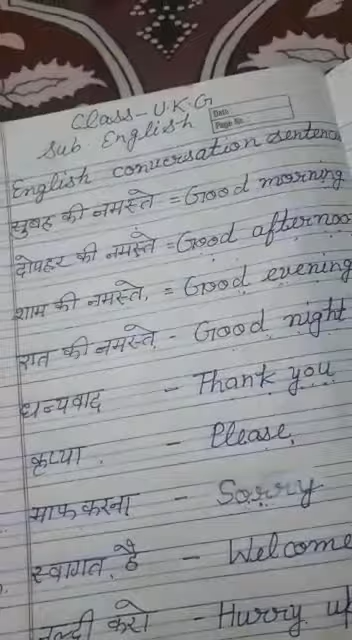 Class - U.K.G
Sub English
Date
Page No.
English conversation sentence
सुबह की नमस्ते = Good morning
दोपहर की नमस्ते = Good afternoo
शाम की नमस्ते. = Good evening
रात की नमस्ते - Good night
धन्यवाद - Thank you
कृप्या . - Please.
माफ करना - Sorry
स्वागत है - Welcome
जल्दी करो - Hurry up